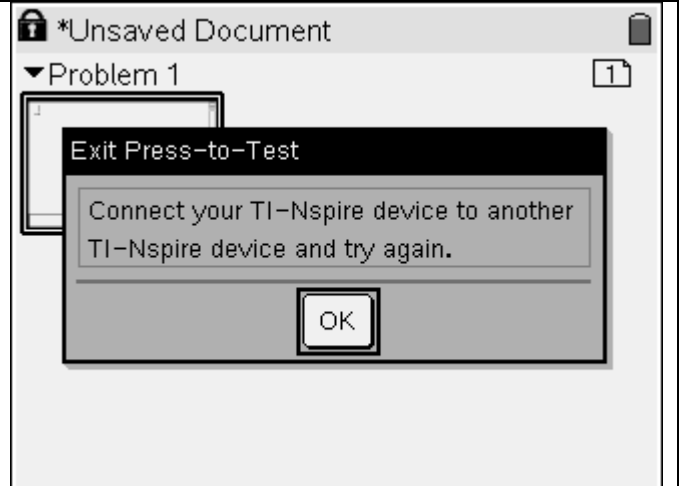 *Unsaved Document
Problem 1
1
Exit Press-to-Test
Connect your TI-Nspire device to another
TI-Nspire device and try again.
OK